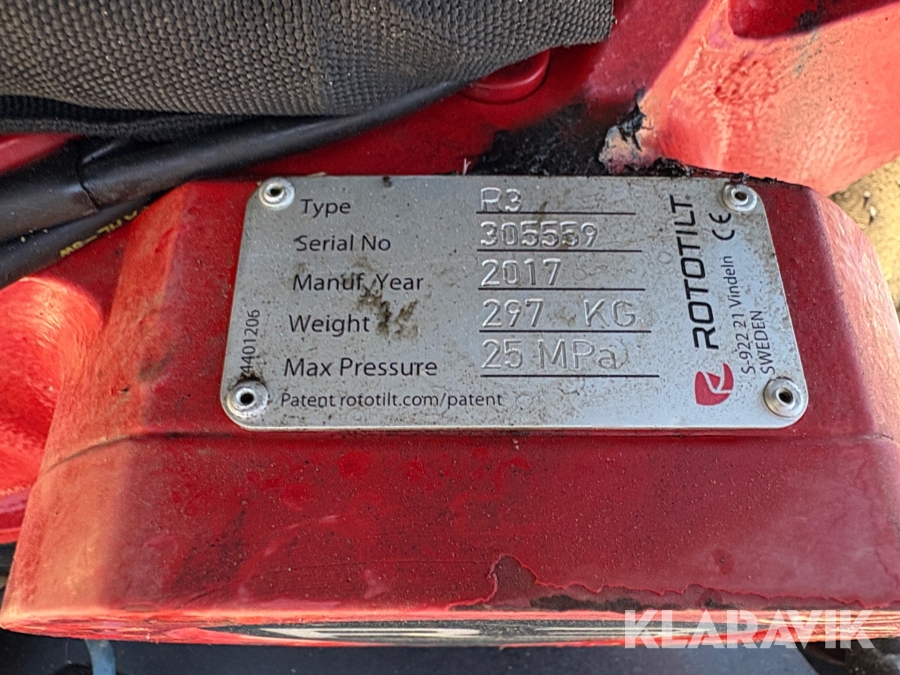 Type R3
Serial No 305559
Manuf. Year 2017
Weight 297 KG
Max Pressure 25 MPa
Patent rototilt.com/patent
4401206
ROTOTILT CE
S-922 21 Vindeln
SWEDEN
KLARAVIK